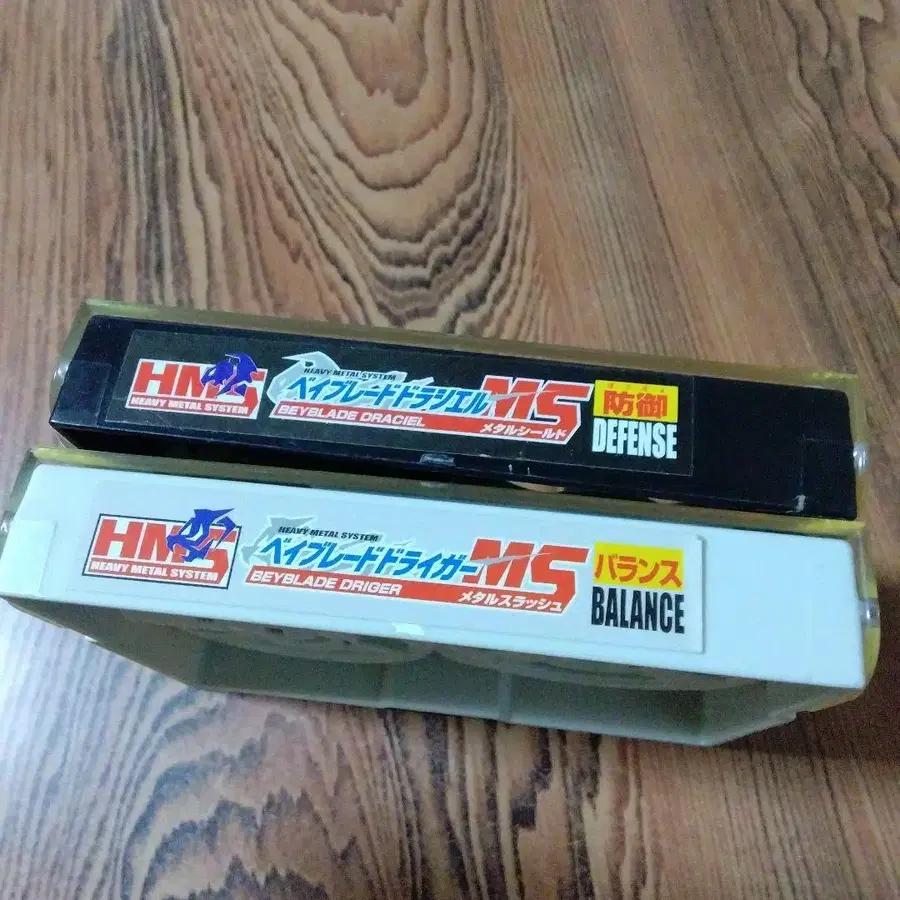 HMS
HEAVY METAL SYSTEM
HEAVY METAL SYSTEM
ベイブレードドラシエルMS
BEYBLADE DRACIEL
メタルシールド
防御
DEFENSE
HMS
HEAVY METAL SYSTEM
HEAVY METAL SYSTEM
ベイブレードドライガーMS
BEYBLADE DRIGER
メタルスラッシュ
バランス
BALANCE